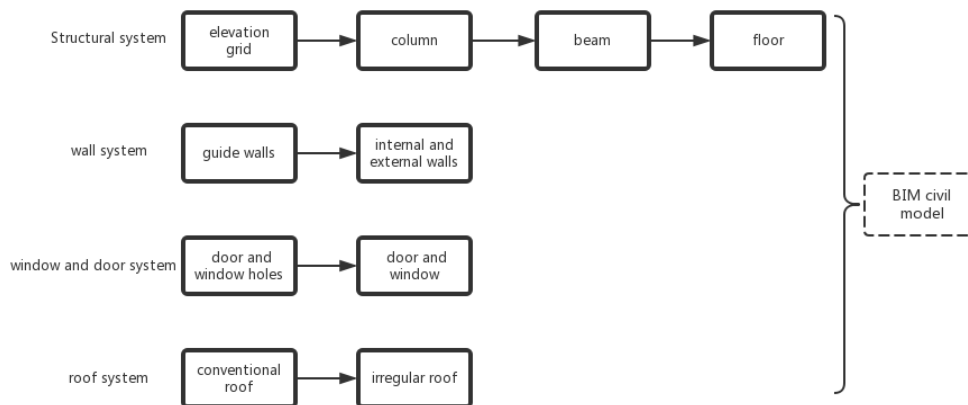 Structural system
elevation
grid
column
beam
floor
wall system
guide walls
internal and
external walls
BIM civil
model
window and door system
door and
window holes
door and
window
roof system
conventional
roof
irregular roof